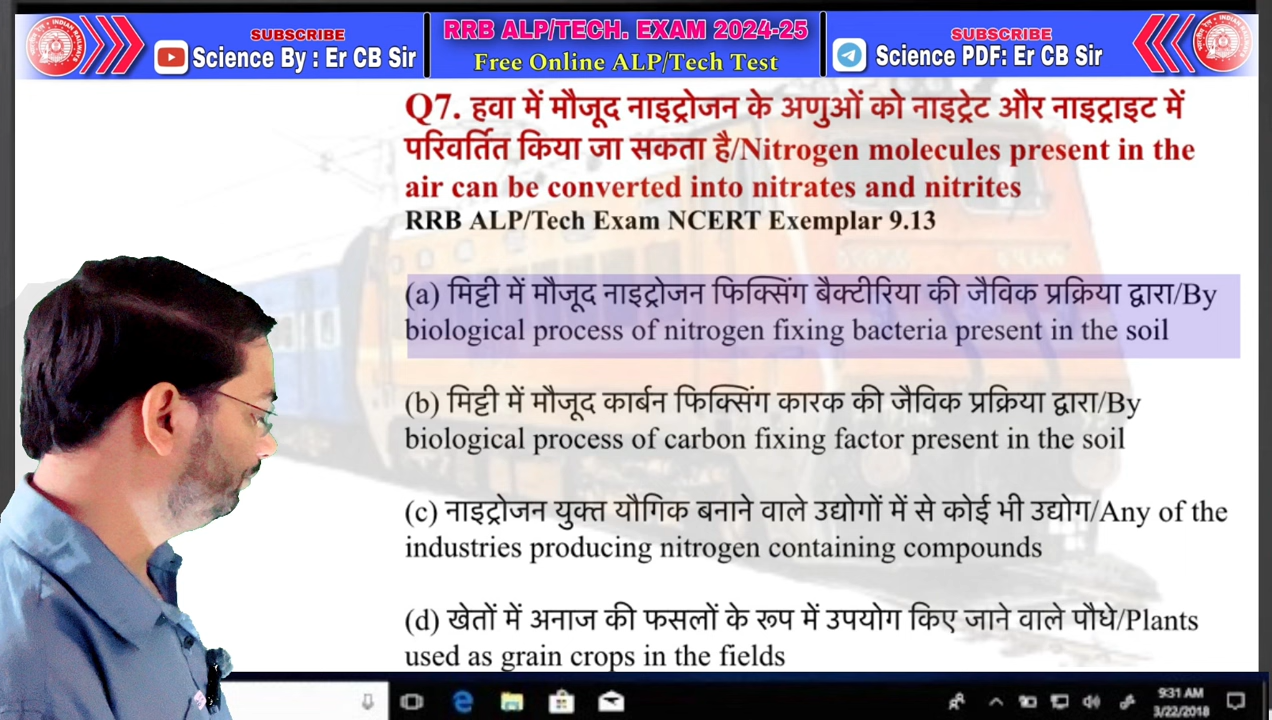 SUBSCRIBE
Science By : Er CB Sir
RRB ALP/TECH. EXAM 2024-25
Free Online ALP/Tech Test
SUBSCRIBE
Science PDF: Er CB Sir
Q7. हवा में मौजूद नाइट्रोजन के अणुओं को नाइट्रेट और नाइट्राइट में
परिवर्तित किया जा सकता है/Nitrogen molecules present in the
air can be converted into nitrates and nitrites
RRB ALP/Tech Exam NCERT Exemplar 9.13
(a) मिट्टी में मौजूद नाइट्रोजन फिक्सिंग बैक्टीरिया की जैविक प्रक्रिया द्वारा/By
biological process of nitrogen fixing bacteria present in the soil
(b) मिट्टी में मौजूद कार्बन फिक्सिंग कारक की जैविक प्रक्रिया द्वारा/By
biological process of carbon fixing factor present in the soil
(c) नाइट्रोजन युक्त यौगिक बनाने वाले उद्योगों में से कोई भी उद्योग/Any of the
industries producing nitrogen containing compounds
(d) खेतों में अनाज की फसलों के रूप में उपयोग किए जाने वाले पौधे/Plants
used as grain crops in the fields
9:31 AM
3/22/2018